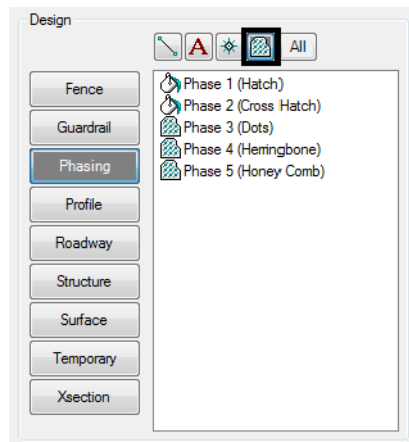 Design
A All
Fence
Guardrail
Phasing
Profile
Roadway
Structure
Surface
Temporary
Xsection
Phase 1 (Hatch)
Phase 2 (Cross Hatch)
Phase 3 (Dots)
Phase 4 (Herringbone)
Phase 5 (Honey Comb)